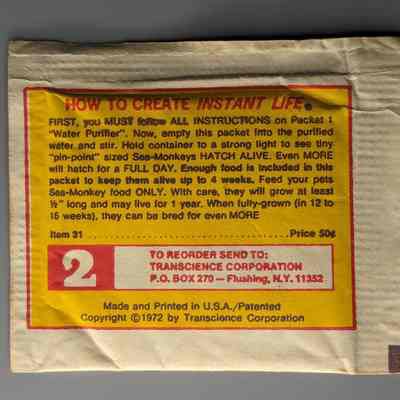 HOW TO CREATE INSTANT LIFE.
FIRST, you MUST follow ALL INSTRUCTIONS on Packet 1
"Water Purifier". Now, empty this packet into the purified
water and stir. Hold container to a strong light to see tiny
"pin-point" sized Sea-Monkeys HATCH ALIVE. Even MORE
will hatch for a FULL DAY. Enough food is included in this
packet to keep them alive up to 4 weeks. Feed your pets
Sea-Monkey food ONLY. With care, they will grow at least
½" long and may live for 1 year. When fully-grown (in 12 to
16 weeks), they can be bred for even MORE
Item 31 ........................................Price 50¢
2
TO REORDER SEND TO:
TRANSCIENCE CORPORATION
P.O. BOX 270 — Flushing, N.Y. 11352
Made and Printed in U.S.A./Patented
Copyright ©1972 by Transcience Corporation